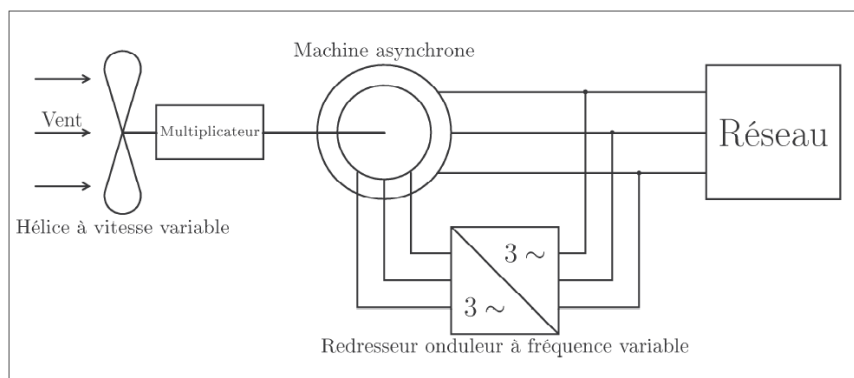 Machine asynchrone
Vent
Multiplicateur
Réseau
Hélice à vitesse variable
3 ~
3 ~
Redresseur onduleur à fréquence variable